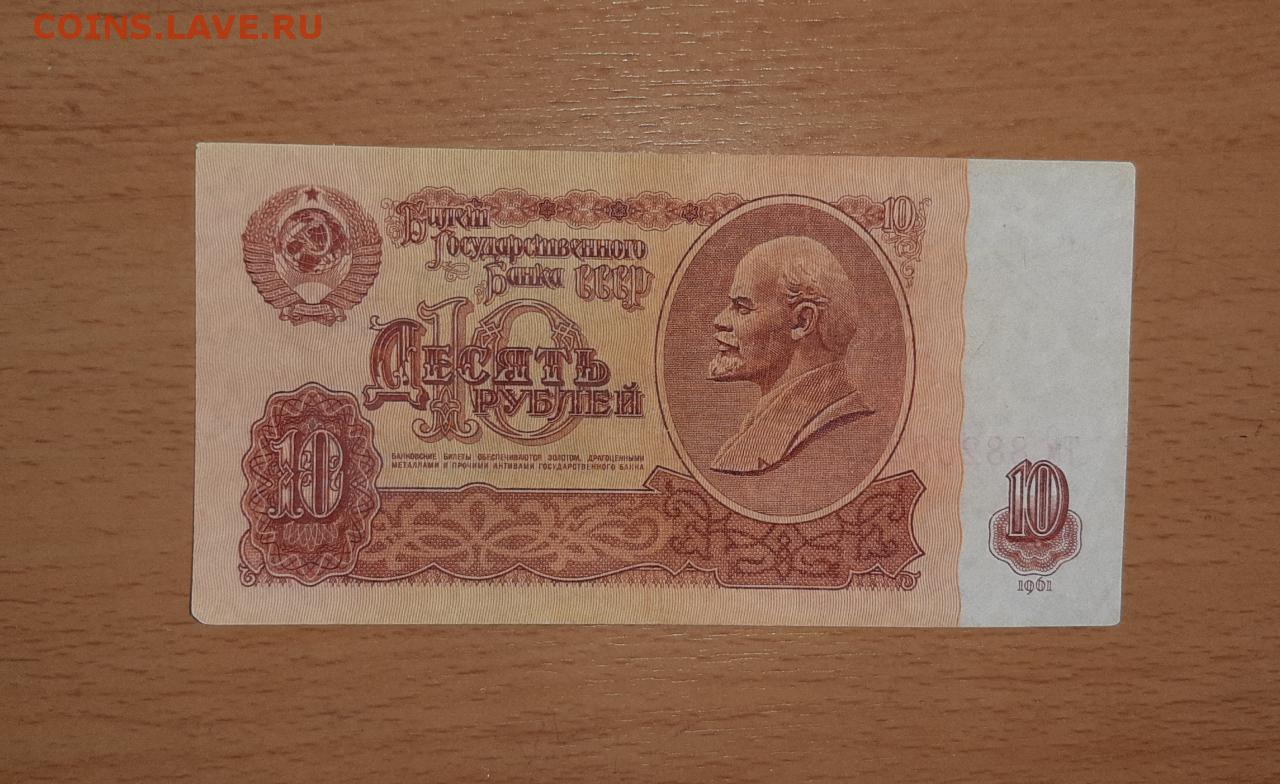 COINS.LAVE.RU
Билет
Государственного
Банка СССР
10
10
Десять
рублей
БАНКОВСКИЕ БИЛЕТЫ ОБЕСПЕЧИВАЮТСЯ ЗОЛОТОМ, ДРАГОЦЕННЫМИ
МЕТАЛЛАМИ И ПРОЧИМИ АКТИВАМИ ГОСУДАРСТВЕННОГО БАНКА
10
10
1961